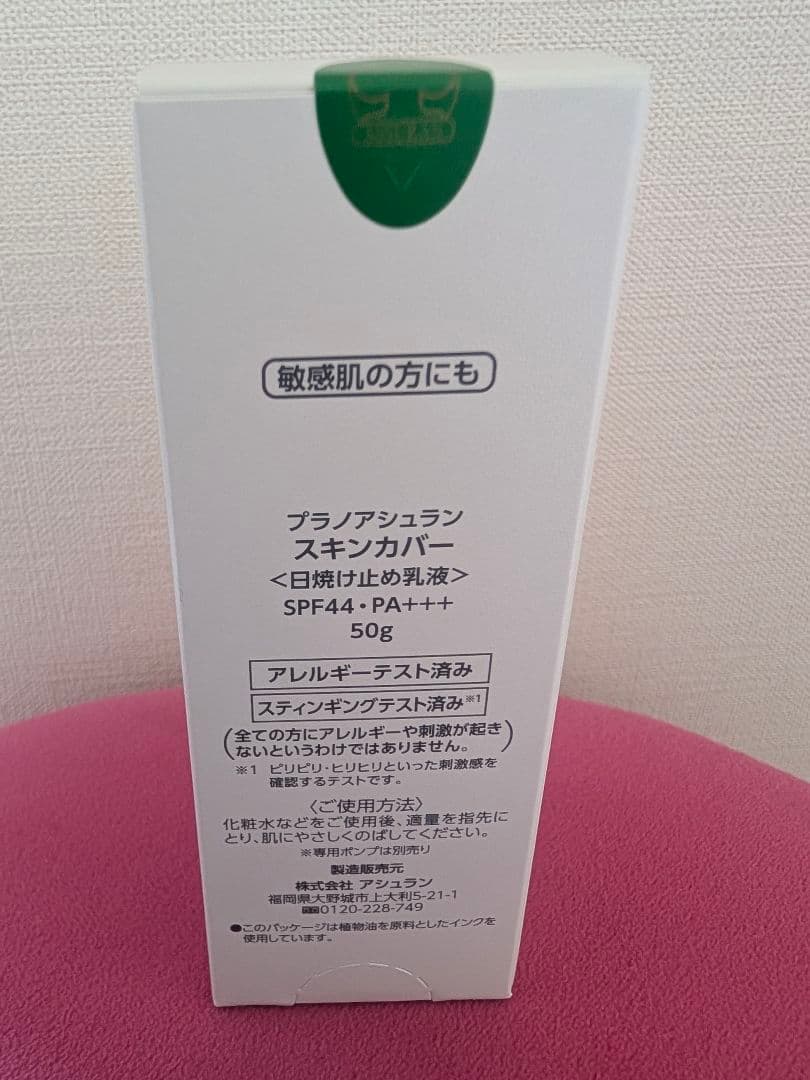 敏感肌の方にも
プラノアシュラン
スキンカバー
＜日焼け止め乳液＞
SPF44・PA+++
50g
アレルギーテスト済み
スティンギングテスト済み※1
（全ての方にアレルギーや刺激が起き
ないというわけではありません。）
※1 ピリピリ・ヒリヒリといった刺激感を
確認するテストです。
〈ご使用方法〉
化粧水などをご使用後、適量を指先に
とり、肌にやさしくのばしてください。
※専用ポンプは別売り
製造販売元
株式会社 アシュラン
福岡県大野城市上大利5-21-1
0120-228-749
●このパッケージは植物油を原料としたインクを
使用しています。